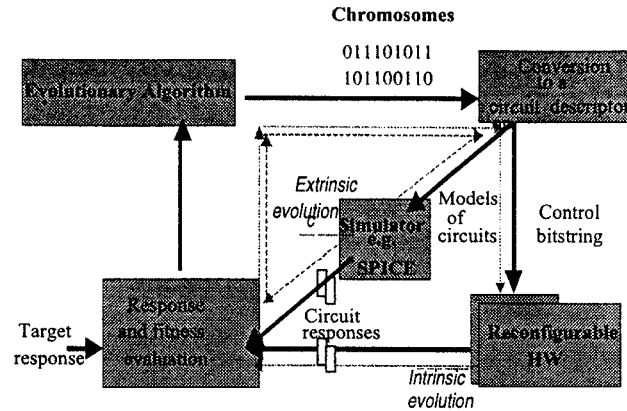 Chromosomes
011101011
101100110
Evolutionary Algorithm
Conversion
to a
circuit descriptor
Extrinsic
evolution
c
Simulator
e.g.
SPICE
Models
of
circuits
Control
bitstring
Response
and fitness
evaluation
Target
response
Circuit
responses
Reconfigurable
HW
Intrinsic
evolution